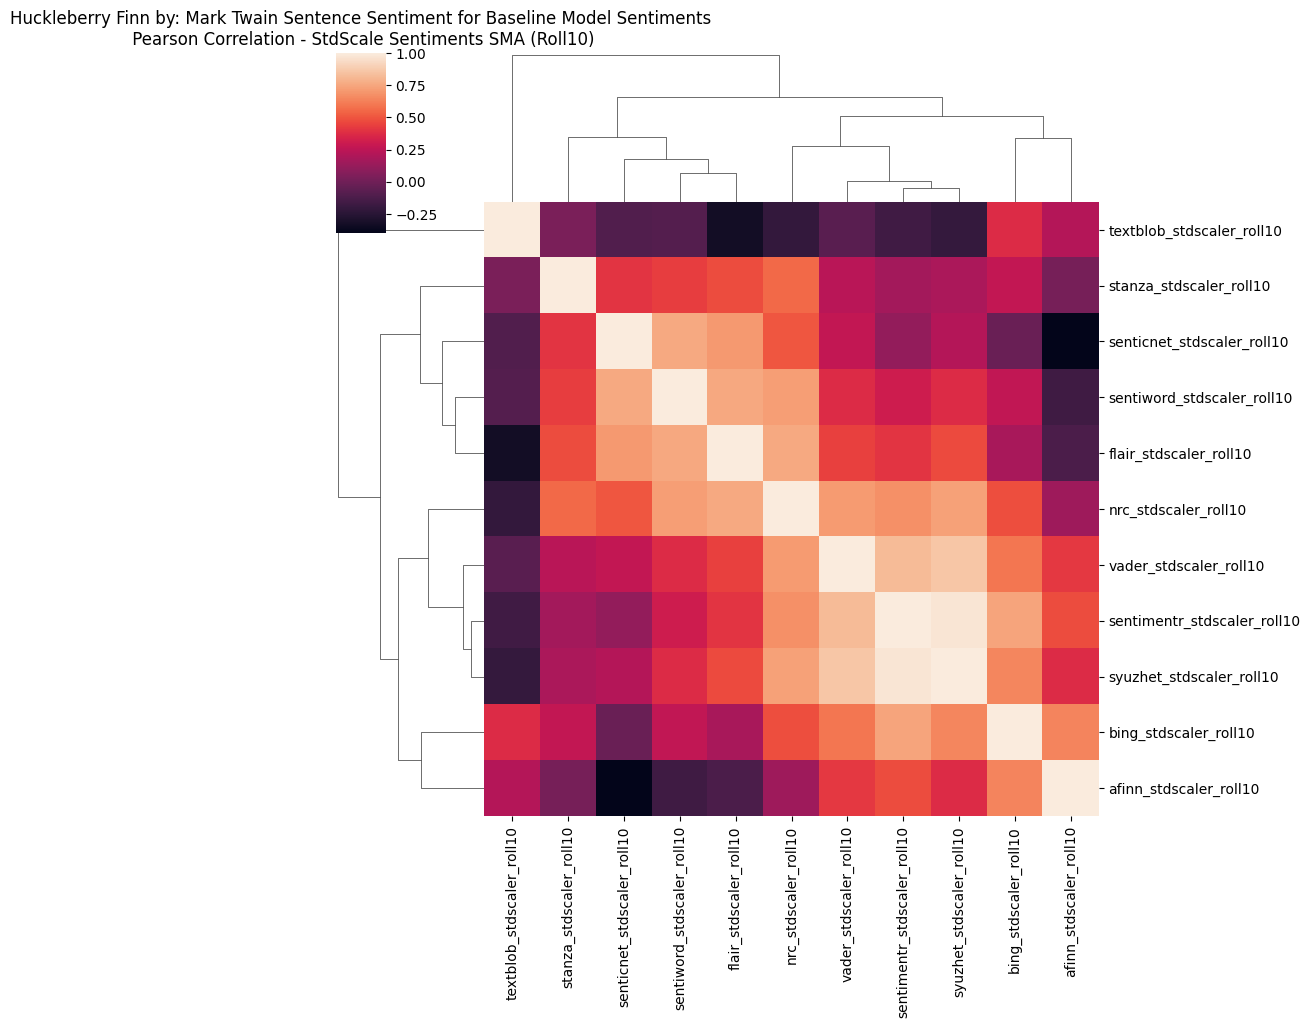 Huckleberry Finn by: Mark Twain Sentence Sentiment for Baseline Model Sentiments
Pearson Correlation - StdScale Sentiments SMA (Roll10)
1.00
0.75
0.50
0.25
0.00
−0.25
textblob_stdscaler_roll10
stanza_stdscaler_roll10
senticnet_stdscaler_roll10
sentiword_stdscaler_roll10
flair_stdscaler_roll10
nrc_stdscaler_roll10
vader_stdscaler_roll10
sentimentr_stdscaler_roll10
syuzhet_stdscaler_roll10
bing_stdscaler_roll10
afinn_stdscaler_roll10
textblob_stdscaler_roll10
stanza_stdscaler_roll10
senticnet_stdscaler_roll10
sentiword_stdscaler_roll10
flair_stdscaler_roll10
nrc_stdscaler_roll10
vader_stdscaler_roll10
sentimentr_stdscaler_roll10
syuzhet_stdscaler_roll10
bing_stdscaler_roll10
afinn_stdscaler_roll10